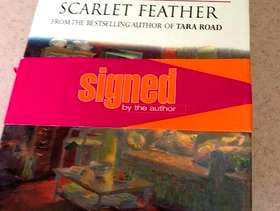 SCARLET FEATHER
FROM THE BESTSELLING AUTHOR OF TARA ROAD
signed
by the author